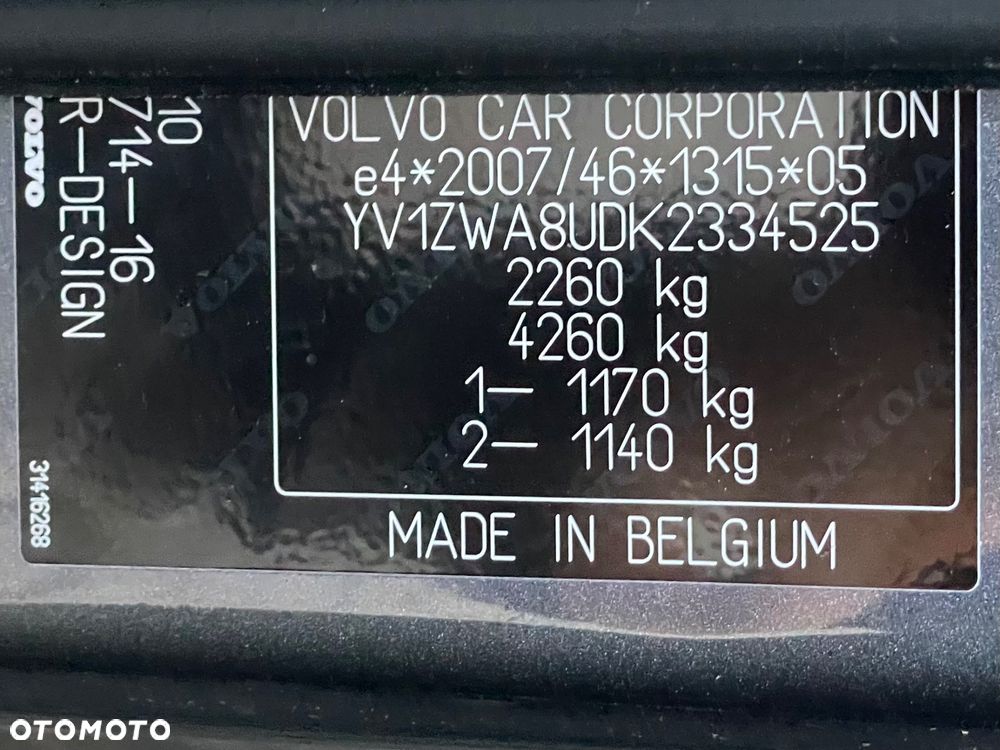 VOLVO CAR CORPORATION
e4*2007/46*1315*05
YV1ZWA8UDK2334525
2260 kg
4260 kg
1— 1170 kg
2— 1140 kg
MADE IN BELGIUM
10
714—16
R—DESIGN
VOLVO
31416268
OTOMOTO